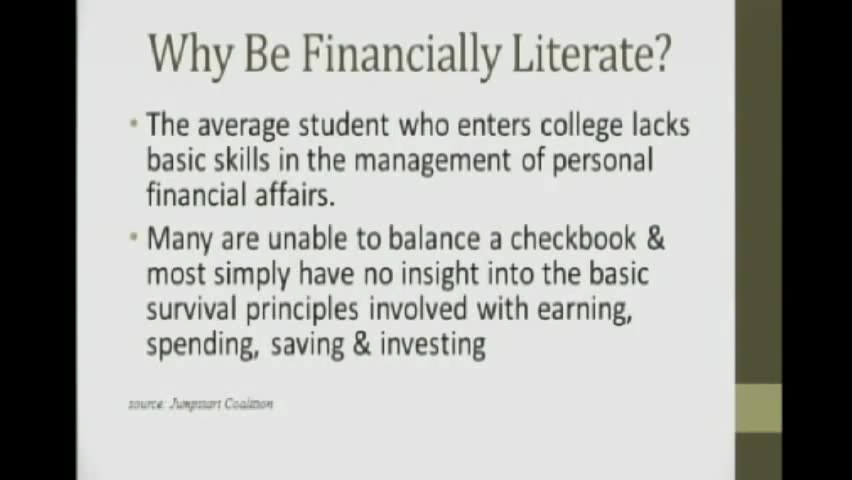 Why Be Financially Literate?
• The average student who enters college lacks
basic skills in the management of personal
financial affairs.
• Many are unable to balance a checkbook &
most simply have no insight into the basic
survival principles involved with earning,
spending, saving & investing
source: Jumpstart Coalition